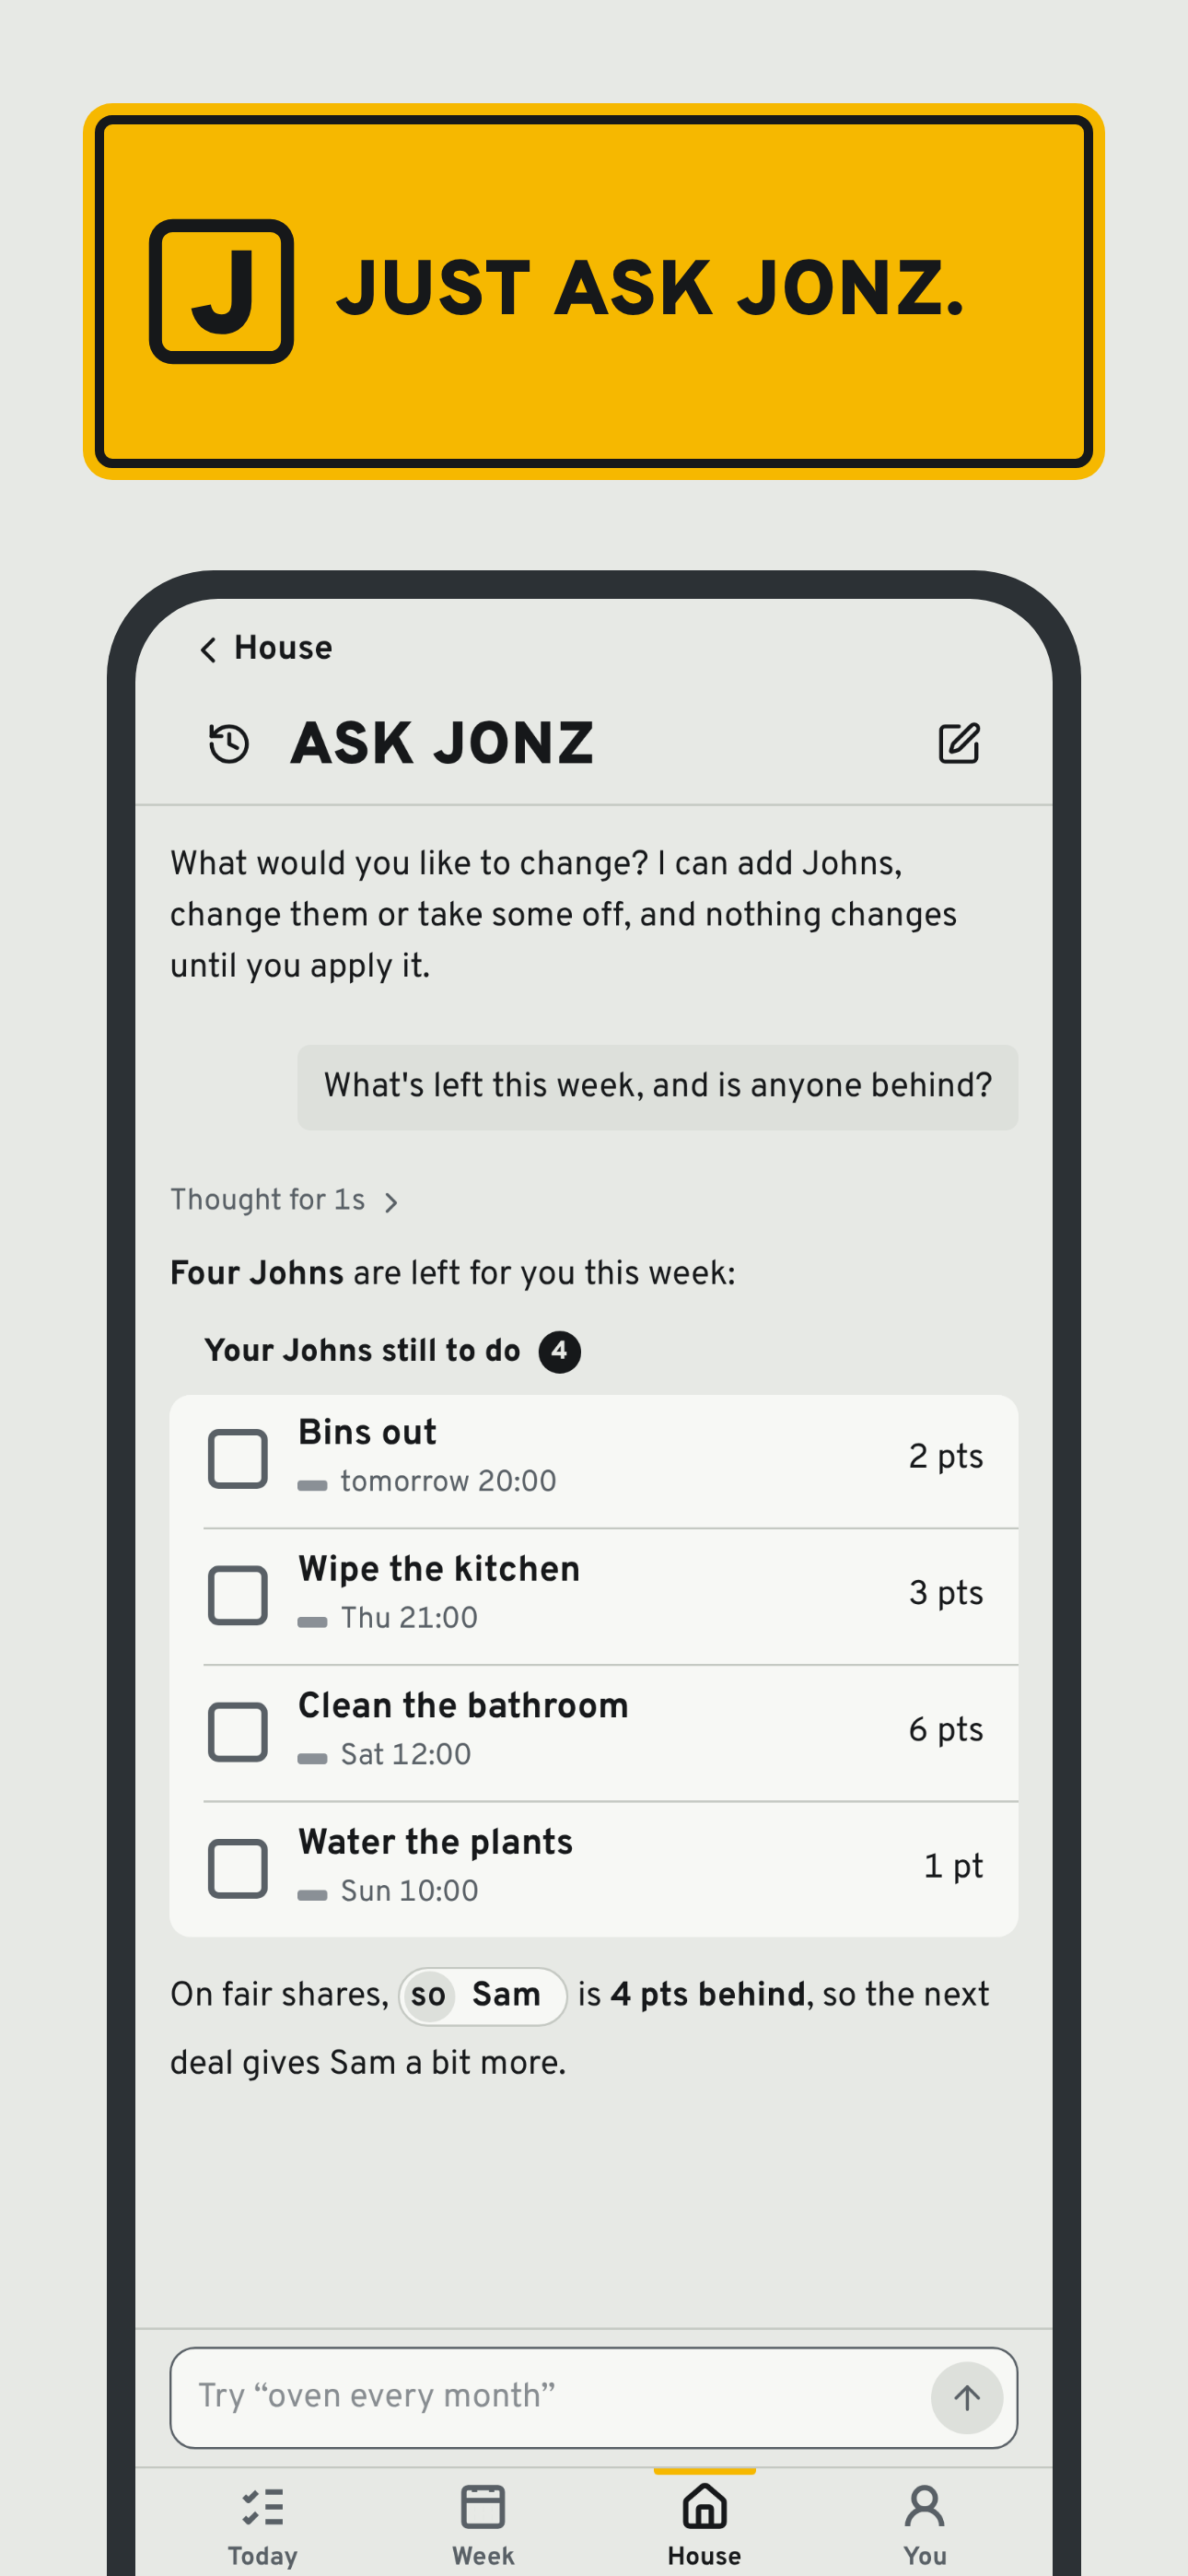 J JUST ASK JONZ.
House
ASK JONZ
What would you like to change? I can add Johns,
change them or take some off, and nothing changes
until you apply it.
What's left this week, and is anyone behind?
Thought for 1s
Four Johns are left for you this week:
Your Johns still to do 4
Bins out
2 pts
tomorrow 20:00
Wipe the kitchen
3 pts
Thu 21:00
Clean the bathroom
6 pts
Sat 12:00
Water the plants
1 pt
Sun 10:00
On fair shares, so Sam is 4 pts behind, so the next
deal gives Sam a bit more.
Try “oven every month”
Today Week House You